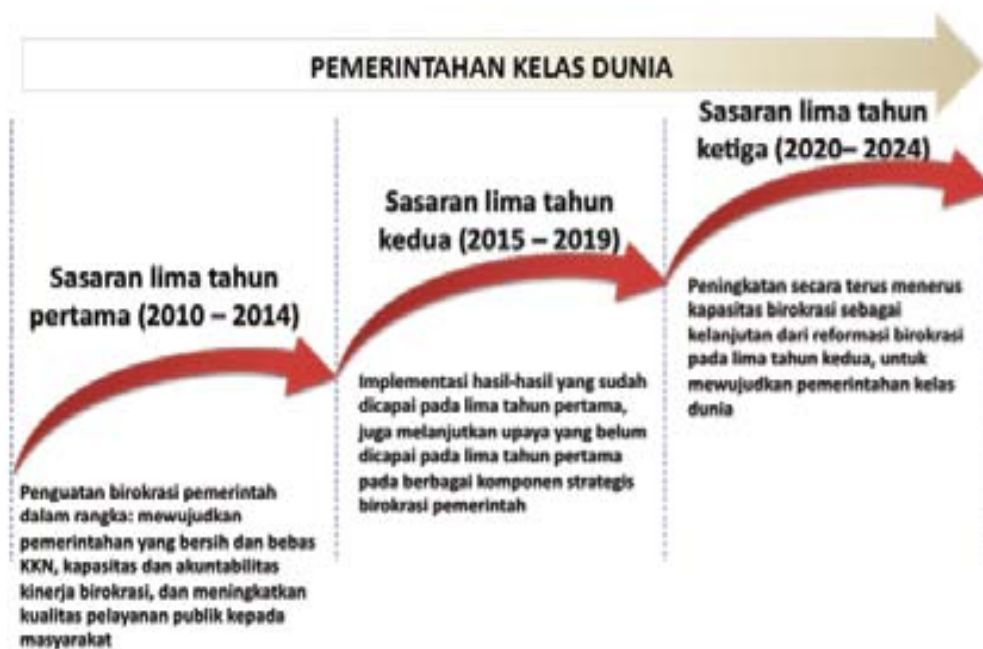 PEMERINTAHAN KELAS DUNIA
Sasaran lima tahun
pertama (2010 – 2014)
Penguatan birokrasi pemerintah
dalam rangka: mewujudkan
pemerintahan yang bersih dan bebas
KKN, kapasitas dan akuntabilitas
kinerja birokrasi, dan meningkatkan
kualitas pelayanan publik kepada
masyarakat
Sasaran lima tahun
kedua (2015 – 2019)
Implementasi hasil-hasil yang sudah
dicapai pada lima tahun pertama,
juga melanjutkan upaya yang belum
dicapai pada lima tahun pertama
pada berbagai komponen strategis
birokrasi pemerintah
Sasaran lima tahun
ketiga (2020– 2024)
Peningkatan secara terus menerus
kapasitas birokrasi sebagai
kelanjutan dari reformasi birokrasi
pada lima tahun kedua, untuk
mewujudkan pemerintahan kelas
dunia